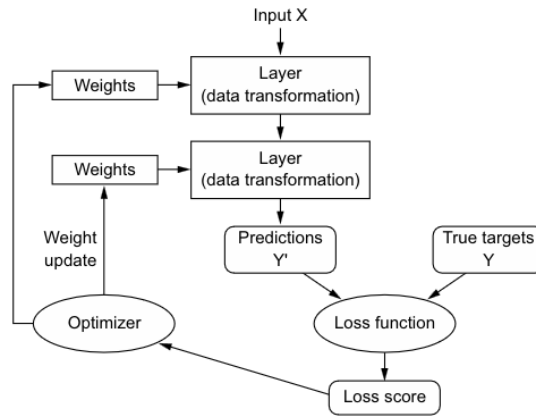 Input X
Weights
Layer
(data transformation)
Weights
Layer
(data transformation)
Weight
update
Predictions
Y'
True targets
Y
Optimizer
Loss function
Loss score